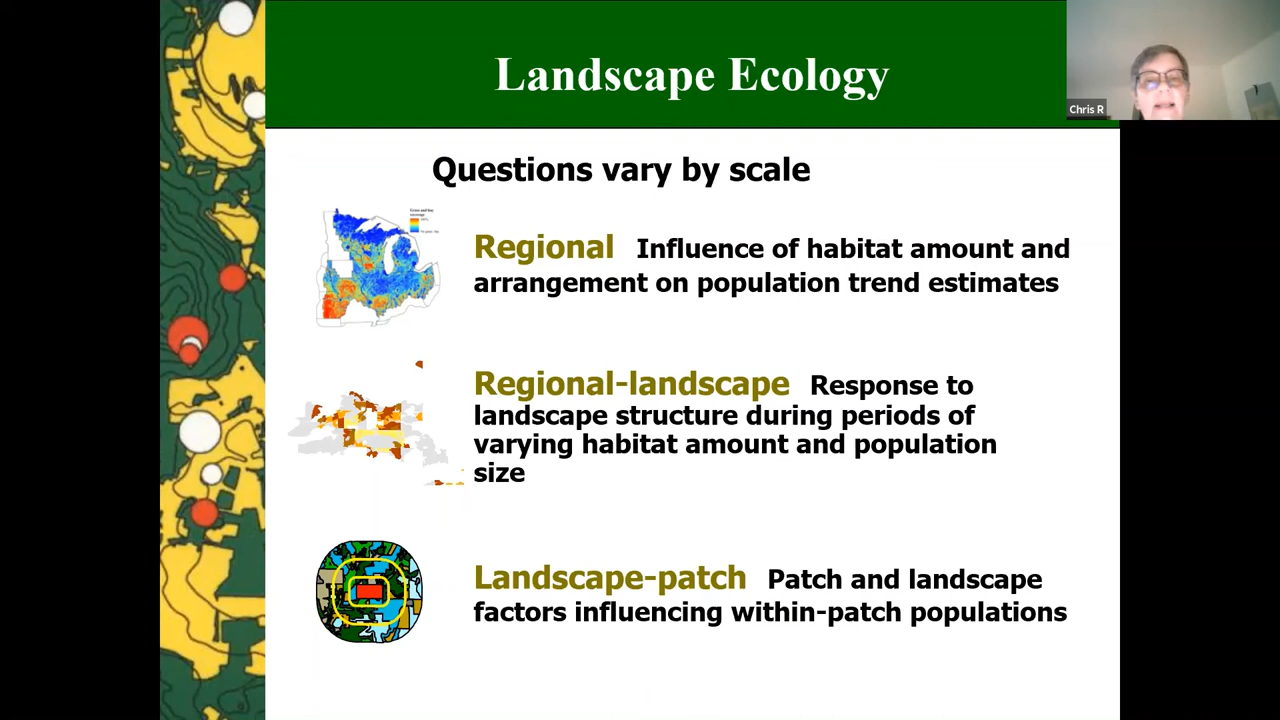 Landscape Ecology
Chris R
Questions vary by scale
Regional Influence of habitat amount and
arrangement on population trend estimates
Regional-landscape Response to
landscape structure during periods of
varying habitat amount and population
size
Landscape-patch Patch and landscape
factors influencing within-patch populations